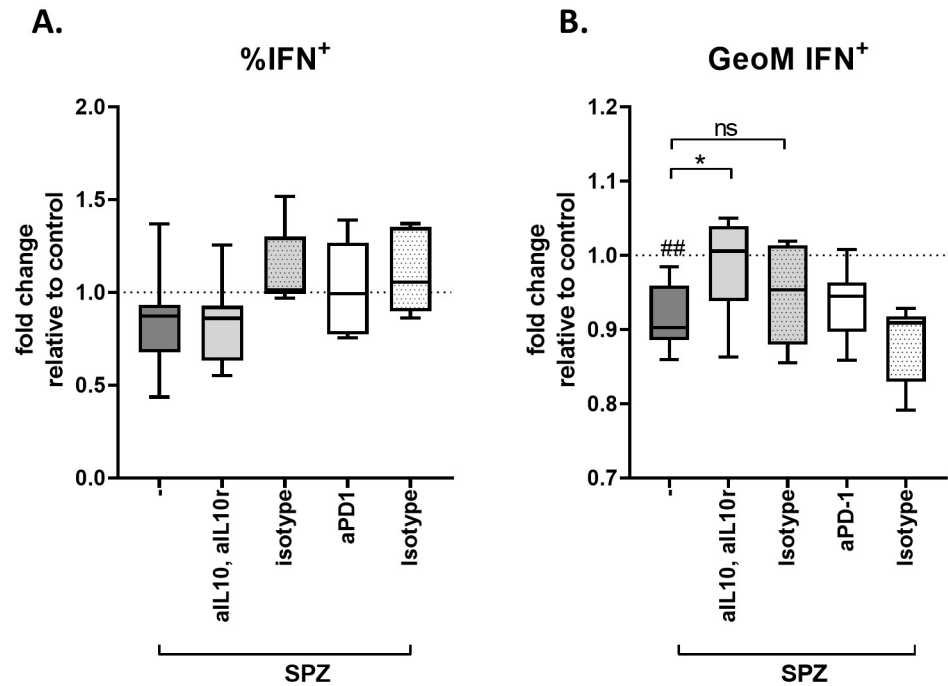 A.
%IFN+
fold change
relative to control
2.0
1.5
1.0
0.5
0.0
-
aIL10, aIL10r
isotype
aPD1
Isotype
SPZ
B.
GeoM IFN+
fold change
relative to control
1.2
1.1
1.0
0.9
0.8
0.7
ns
*
##
-
aIL10, aIL10r
Isotype
aPD-1
Isotype
SPZ